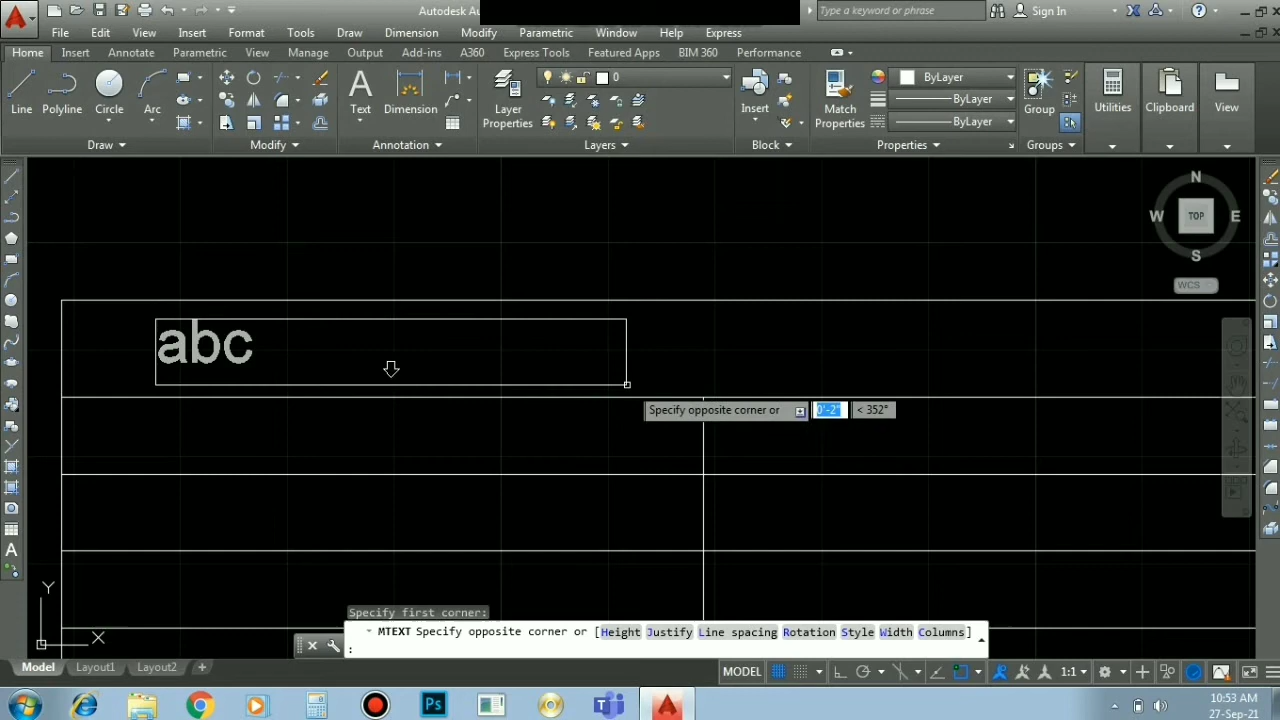 Autodesk Au
Type a keyword or phrase
Sign In
File Edit View Insert Format Tools Draw Dimension Modify Parametric Window Help Express
Home Insert Annotate Parametric View Manage Output Add-ins A360 Express Tools Featured Apps BIM 360 Performance
0
ByLayer
ByLayer
ByLayer
Line Polyline Circle Arc
Text Dimension
Layer Properties
Insert
Match Properties
Group
Utilities Clipboard View
Draw Modify Annotation Layers Block Properties Groups
N
W TOP E
S
WCS
abc
Specify opposite corner or 0'-2" < 352°
Y
X
Specify first corner:
MTEXT Specify opposite corner or [Height Justify Line spacing Rotation Style Width Columns]
:
Model Layout1 Layout2 +
MODEL 1:1
Ps
10:53 AM
27-Sep-21